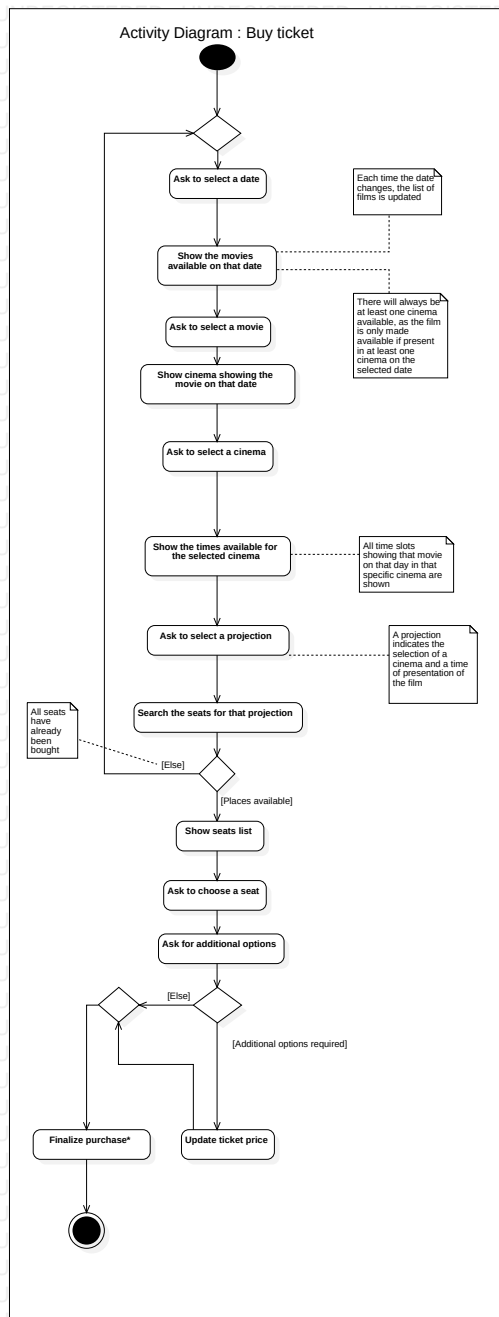 Activity Diagram : Buy ticket
Ask to select a date
Each time the date
changes, the list of
films is updated
Show the movies
available on that date
There will always be
at least one cinema
available, as the film
is only made
available if present
in at least one
cinema on the
selected date
Ask to select a movie
Show cinema showing the
movie on that date
Ask to select a cinema
Show the times available for
the selected cinema
All time slots
showing that movie
on that day in that
specific cinema are
shown
Ask to select a projection
A projection
indicates the
selection of a
cinema and a time
of presentation of
the film
Search the seats for that projection
All seats
have
already
been
bought
[Else]
[Places available]
Show seats list
Ask to choose a seat
Ask for additional options
[Else]
[Additional options required]
Finalize purchase*
Update ticket price